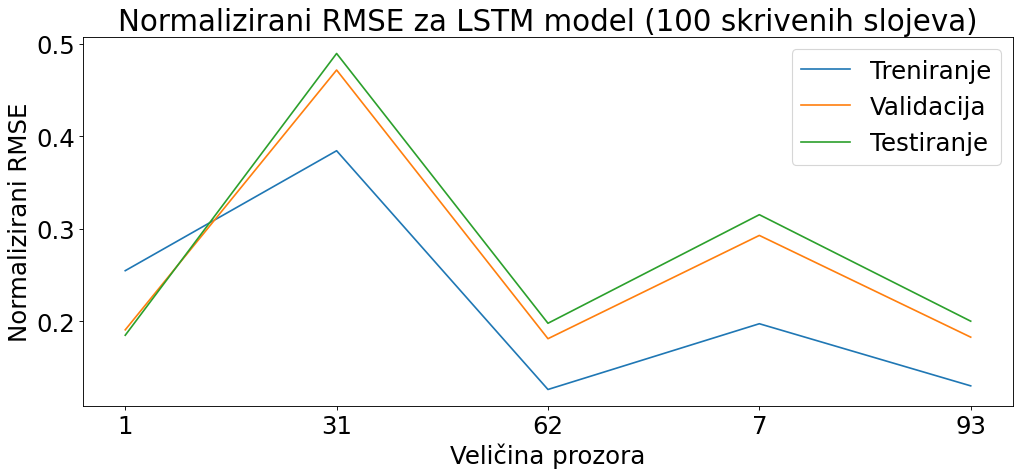 Normalizirani RMSE za LSTM model (100 skrivenih slojeva)
Normalizirani RMSE
0.5
0.4
0.3
0.2
Treniranje
Validacija
Testiranje
1 31 62 7 93
Veličina prozora